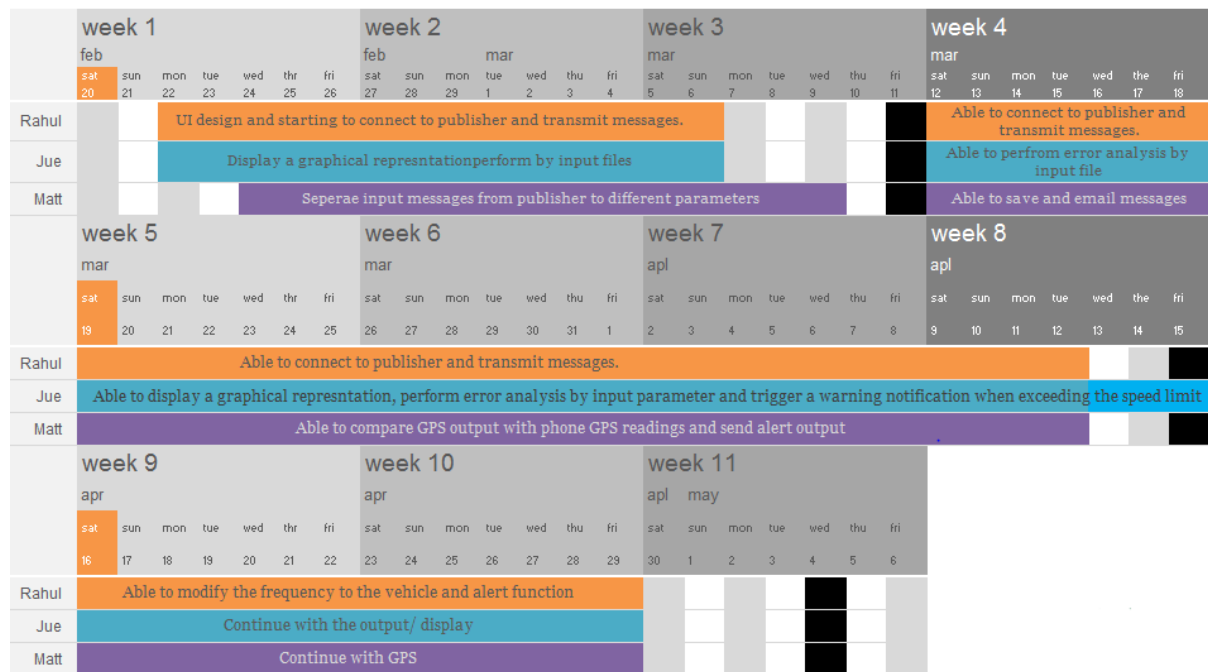 week 1 week 2 week 3 week 4
feb feb mar mar mar
sat sun mon tue wed thr fri sat sun mon tue wed thu fri sat sun mon tue wed thu fri sat sun mon tue wed the fri
20 21 22 23 24 25 26 27 28 29 1 2 3 4 5 6 7 8 9 10 11 12 13 14 15 16 17 18
Rahul UI design and starting to connect to publisher and transmit messages. Able to connect to publisher and
transmit messages.
Jue Display a graphical represntationperform by input files Able to perfrom error analysis by
input file
Matt Seperae input messages from publisher to different parameters Able to save and email messages
week 5 week 6 week 7 week 8
mar mar apl apl
sat sun mon tue wed thr fri sat sun mon tue wed thu fri sat sun mon tue wed thu fri sat sun mon tue wed the fri
19 20 21 22 23 24 25 26 27 28 29 30 31 1 2 3 4 5 6 7 8 9 10 11 12 13 14 15
Rahul Able to connect to publisher and transmit messages.
Jue Able to display a graphical represntation, perform error analysis by input parameter and trigger a warning notification when exceeding the speed limit
Matt Able to compare GPS output with phone GPS readings and send alert output
week 9 week 10 week 11
apr apr apl may
sat sun mon tue wed thr fri sat sun mon tue wed thu fri sat sun mon tue wed thu fri
16 17 18 19 20 21 22 23 24 25 26 27 28 29 30 1 2 3 4 5 6
Rahul Able to modify the frequency to the vehicle and alert function
Jue Continue with the output/ display
Matt Continue with GPS